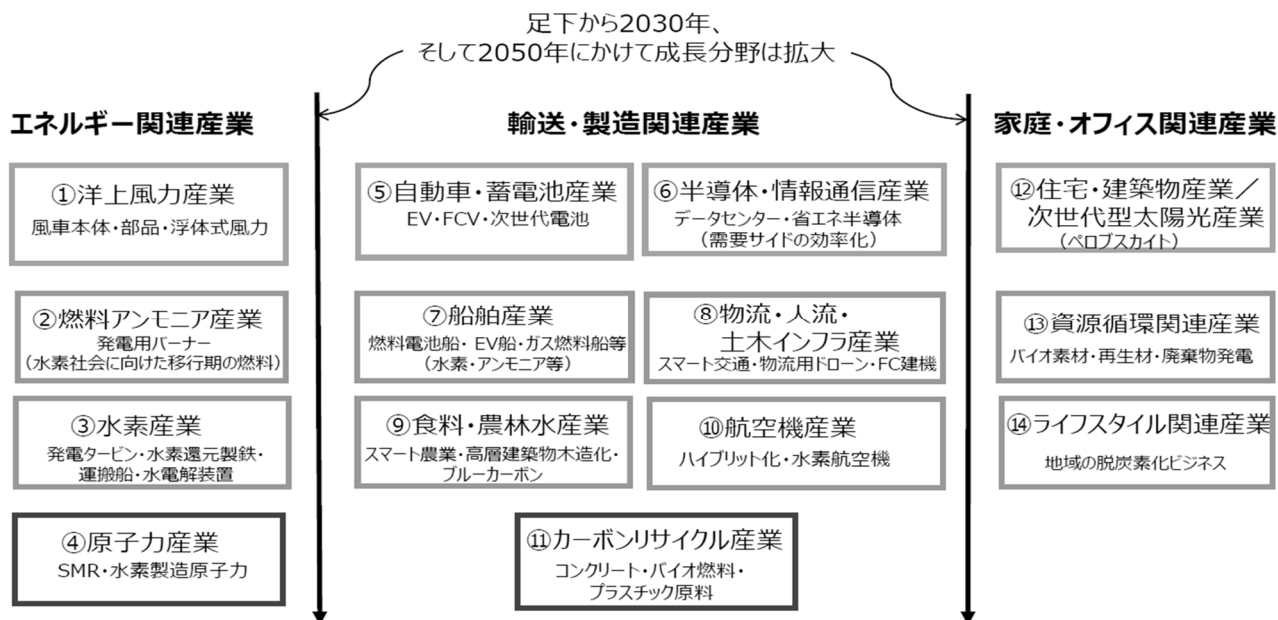 足下から2030年、
そして2050年にかけて成長分野は拡大
エネルギー関連産業
①洋上風力産業
風車本体・部品・浮体式風力
②燃料アンモニア産業
発電用バーナー
（水素社会に向けた移行期の燃料）
③水素産業
発電タービン・水素還元製鉄・
運搬船・水電解装置
④原子力産業
SMR・水素製造原子力
輸送・製造関連産業
⑤自動車・蓄電池産業
EV・FCV・次世代電池
⑥半導体・情報通信産業
データセンター・省エネ半導体
（需要サイドの効率化）
⑦船舶産業
燃料電池船・EV船・ガス燃料船等
（水素・アンモニア等）
⑧物流・人流・
土木インフラ産業
スマート交通・物流用ドローン・FC建機
⑨食料・農林水産業
スマート農業・高層建築物木造化・
ブルーカーボン
⑩航空機産業
ハイブリット化・水素航空機
⑪カーボンリサイクル産業
コンクリート・バイオ燃料・
プラスチック原料
家庭・オフィス関連産業
⑫住宅・建築物産業／
次世代型太陽光産業
（ペロブスカイト）
⑬資源循環関連産業
バイオ素材・再生材・廃棄物発電
⑭ライフスタイル関連産業
地域の脱炭素化ビジネス